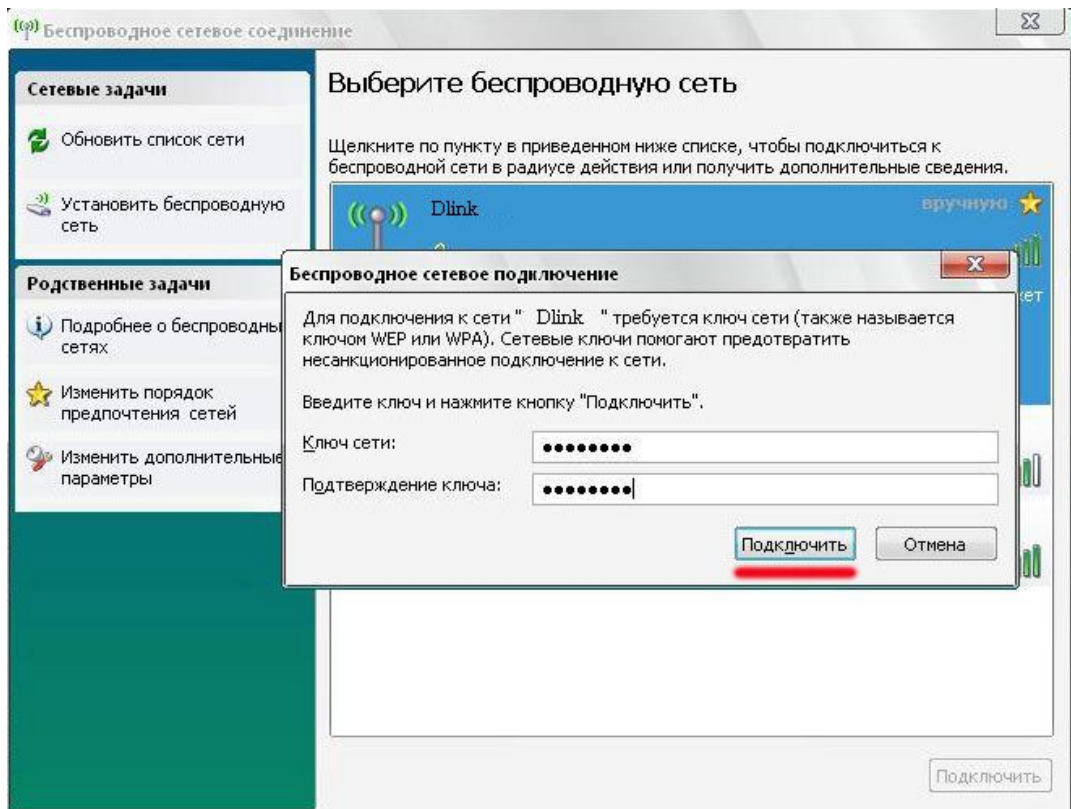 Беспроводное сетевое соединение
Сетевые задачи
Обновить список сети
Установить беспроводную
сеть
Родственные задачи
Подробнее о беспроводны
сетях
Изменить порядок
предпочтения сетей
Изменить дополнительные
параметры
Выберите беспроводную сеть
Щелкните по пункту в приведенном ниже списке, чтобы подключиться к
беспроводной сети в радиусе действия или получить дополнительные сведения.
Dlink
вручную
Беспроводное сетевое подключение
Для подключения к сети " Dlink " требуется ключ сети (также называется
ключом WEP или WPA). Сетевые ключи помогают предотвратить
несанкционированное подключение к сети.
Введите ключ и нажмите кнопку "Подключить".
Ключ сети:
Подтверждение ключа:
Подключить
Отмена
Подключить